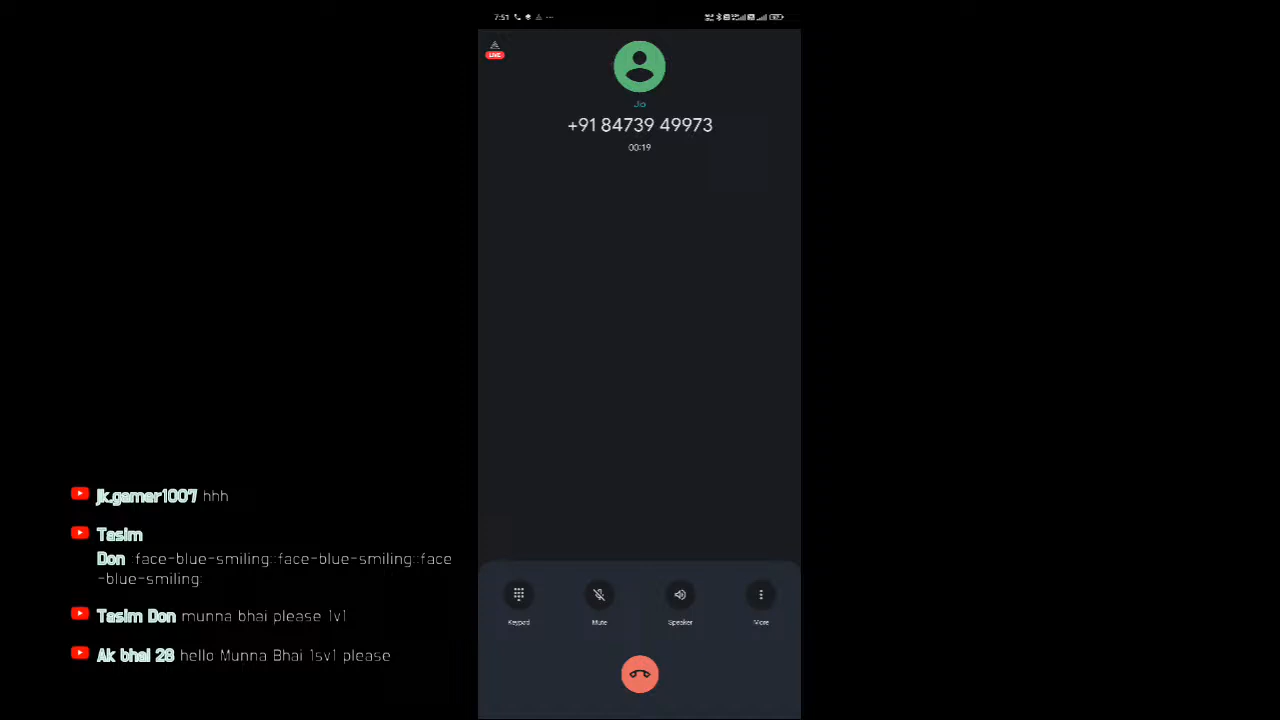 7:51
LIVE
Jio
+91 84739 49973
00:19
jk.gamer1007 hhh
Tasim
Don :face-blue-smiling::face-blue-smiling::face
-blue-smiling:
Tasim Don munna bhai please 1v1
Ak bhai 28 hello Munna Bhai 1sv1 please
Keypad
Mute
Speaker
More